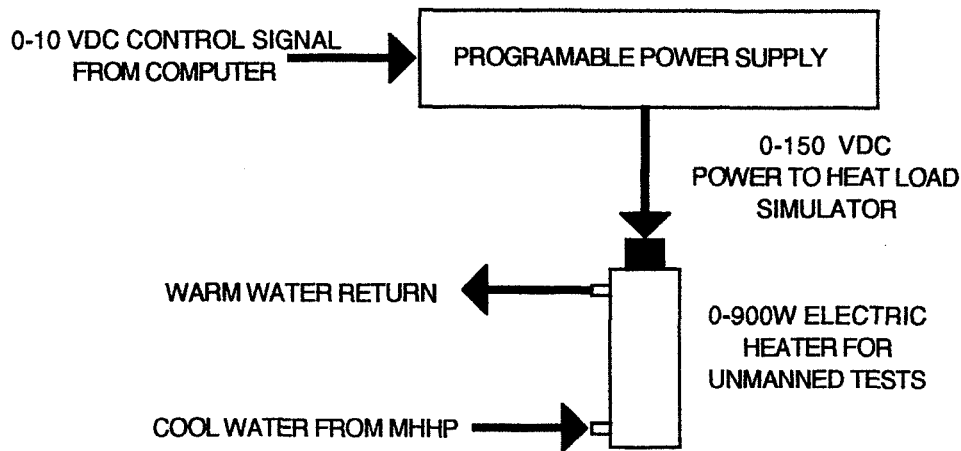 0-10 VDC CONTROL SIGNAL
FROM COMPUTER
PROGRAMABLE POWER SUPPLY
0-150 VDC
POWER TO HEAT LOAD
SIMULATOR
WARM WATER RETURN
0-900W ELECTRIC
HEATER FOR
UNMANNED TESTS
COOL WATER FROM MHHP